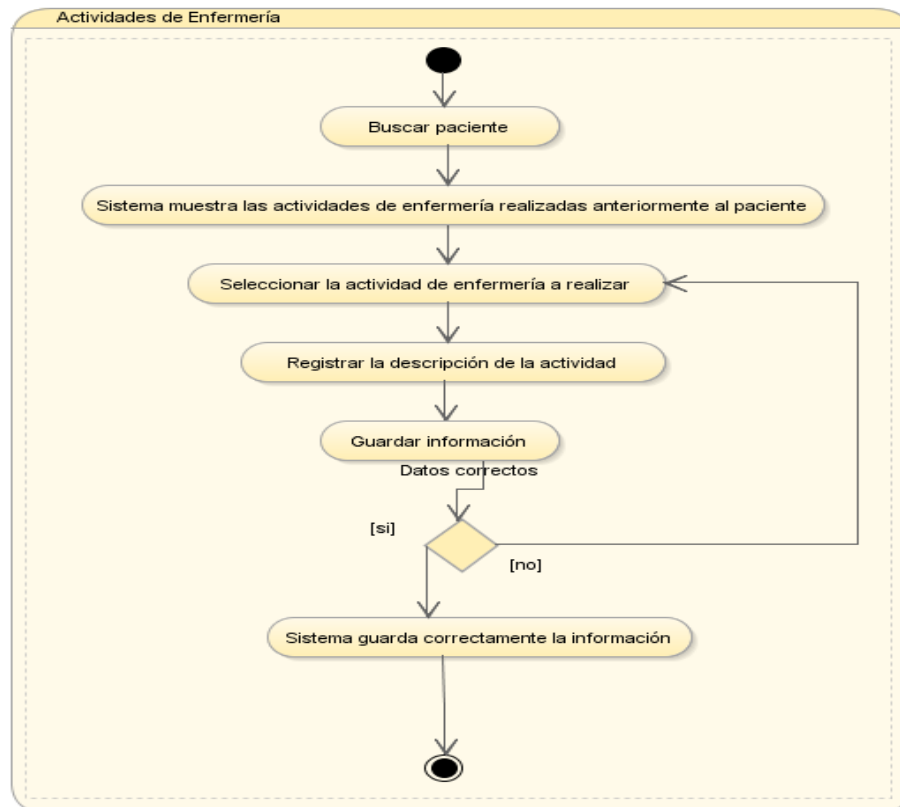 Actividades de Enfermería
Buscar paciente
Sistema muestra las actividades de enfermería realizadas anteriormente al paciente
Seleccionar la actividad de enfermería a realizar
Registrar la descripción de la actividad
Guardar información
Datos correctos
[si]
[no]
Sistema guarda correctamente la información